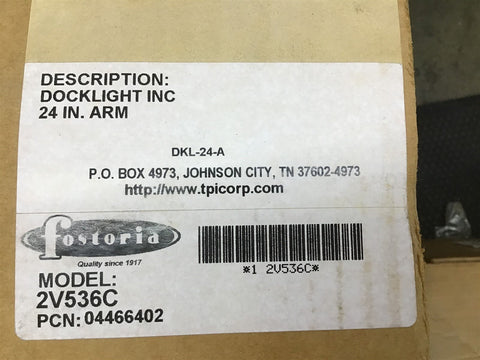 DESCRIPTION:
DOCKLIGHT INC
24 IN. ARM
DKL-24-A
P.O. BOX 4973, JOHNSON CITY, TN 37602-4973
http://www.tpicorp.com
fostoria
Quality since 1917
*1 2V536C*
MODEL:
2V536C
PCN: 04466402